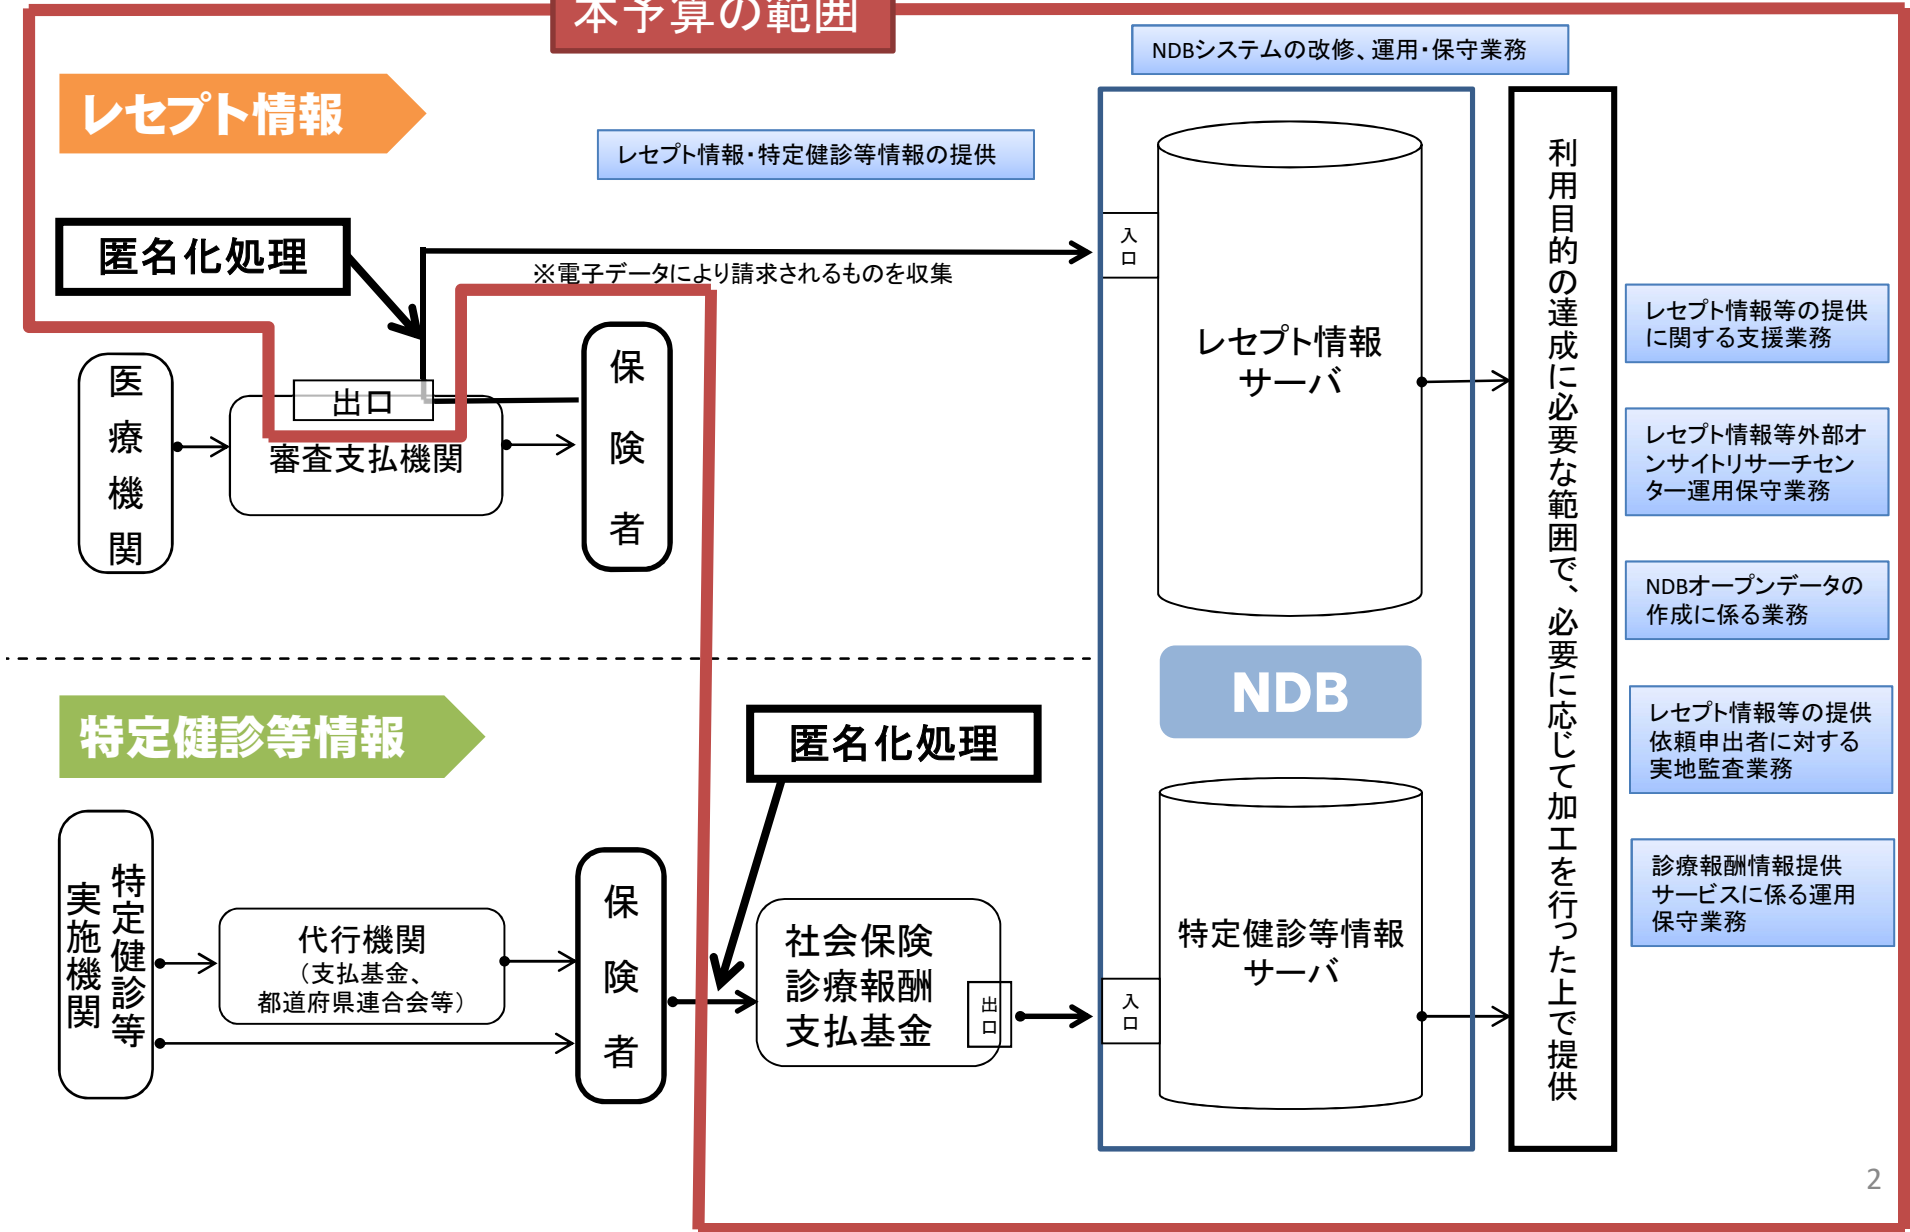 本予算の範囲
NDBシステムの改修、運用・保守業務
レセプト情報
レセプト情報・特定健診等情報の提供
匿名化処理
※電子データにより請求されるものを収集
入口
医療機関
出口
審査支払機関
保険者
レセプト情報
サーバ
利用目的の達成に必要な範囲で、必要に応じて加工を行った上で提供
レセプト情報等の提供
に関する支援業務
レセプト情報等外部オ
ンサイトリサーチセン
ター運用保守業務
NDBオープンデータの
作成に係る業務
レセプト情報等の提供
依頼申出者に対する
実地監査業務
診療報酬情報提供
サービスに係る運用
保守業務
NDB
特定健診等情報
匿名化処理
特定健診等
実施機関
代行機関
（支払基金、
都道府県連合会等）
保険者
社会保険
診療報酬
支払基金
出口
入口
特定健診等情報
サーバ
2